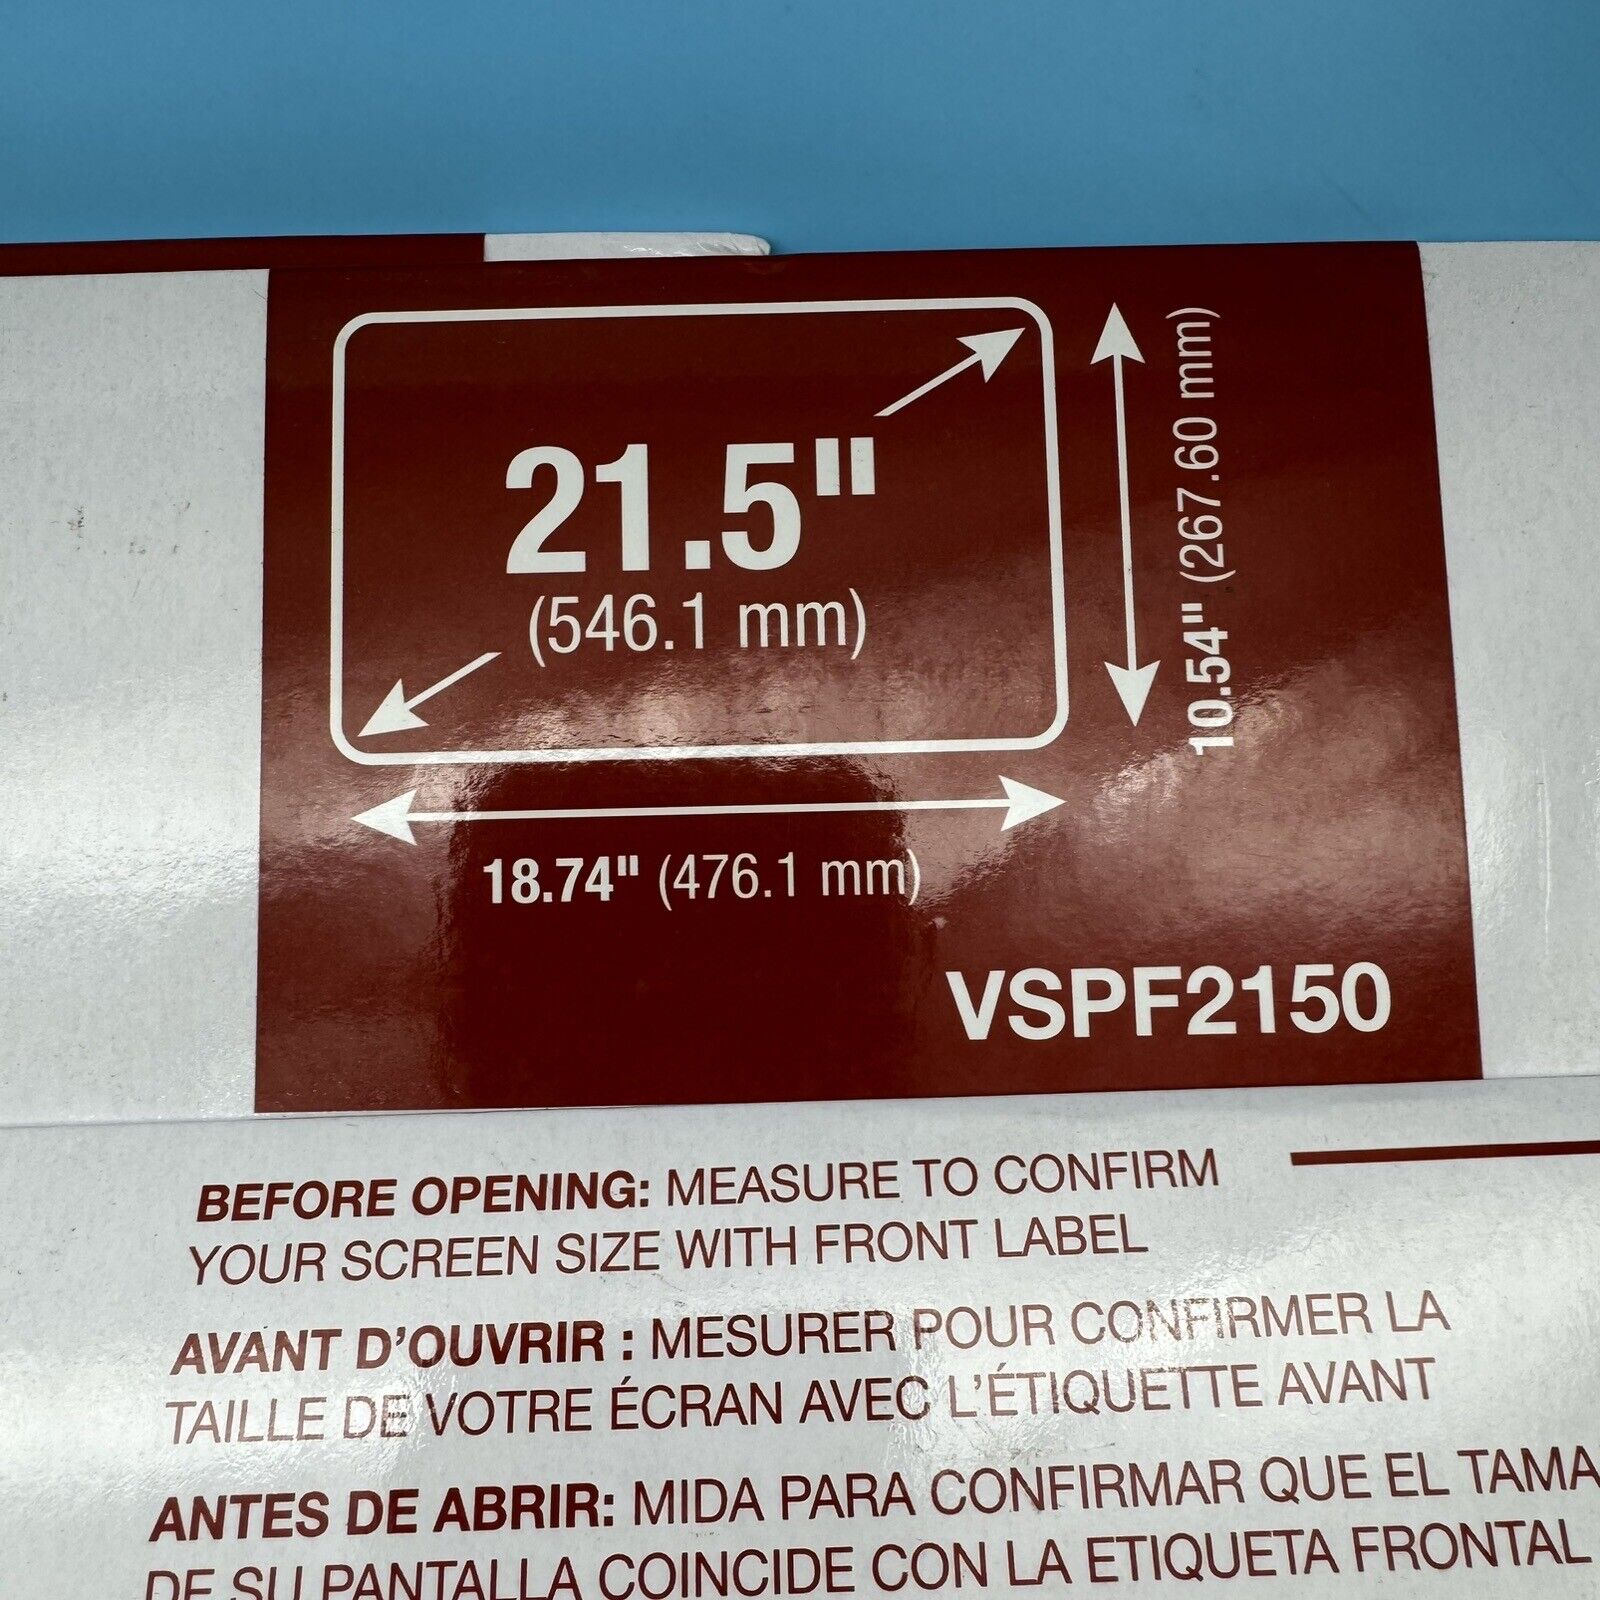 21.5"
(546.1 mm)
10.54" (267.60 mm)
18.74" (476.1 mm)
VSPF2150
BEFORE OPENING: MEASURE TO CONFIRM
YOUR SCREEN SIZE WITH FRONT LABEL
AVANT D'OUVRIR : MESURER POUR CONFIRMER LA
TAILLE DE VOTRE ÉCRAN AVEC L'ÉTIQUETTE AVANT
ANTES DE ABRIR: MIDA PARA CONFIRMAR QUE EL TAMA
DE SU PANTALLA COINCIDE CON LA ETIQUETA FRONTAL